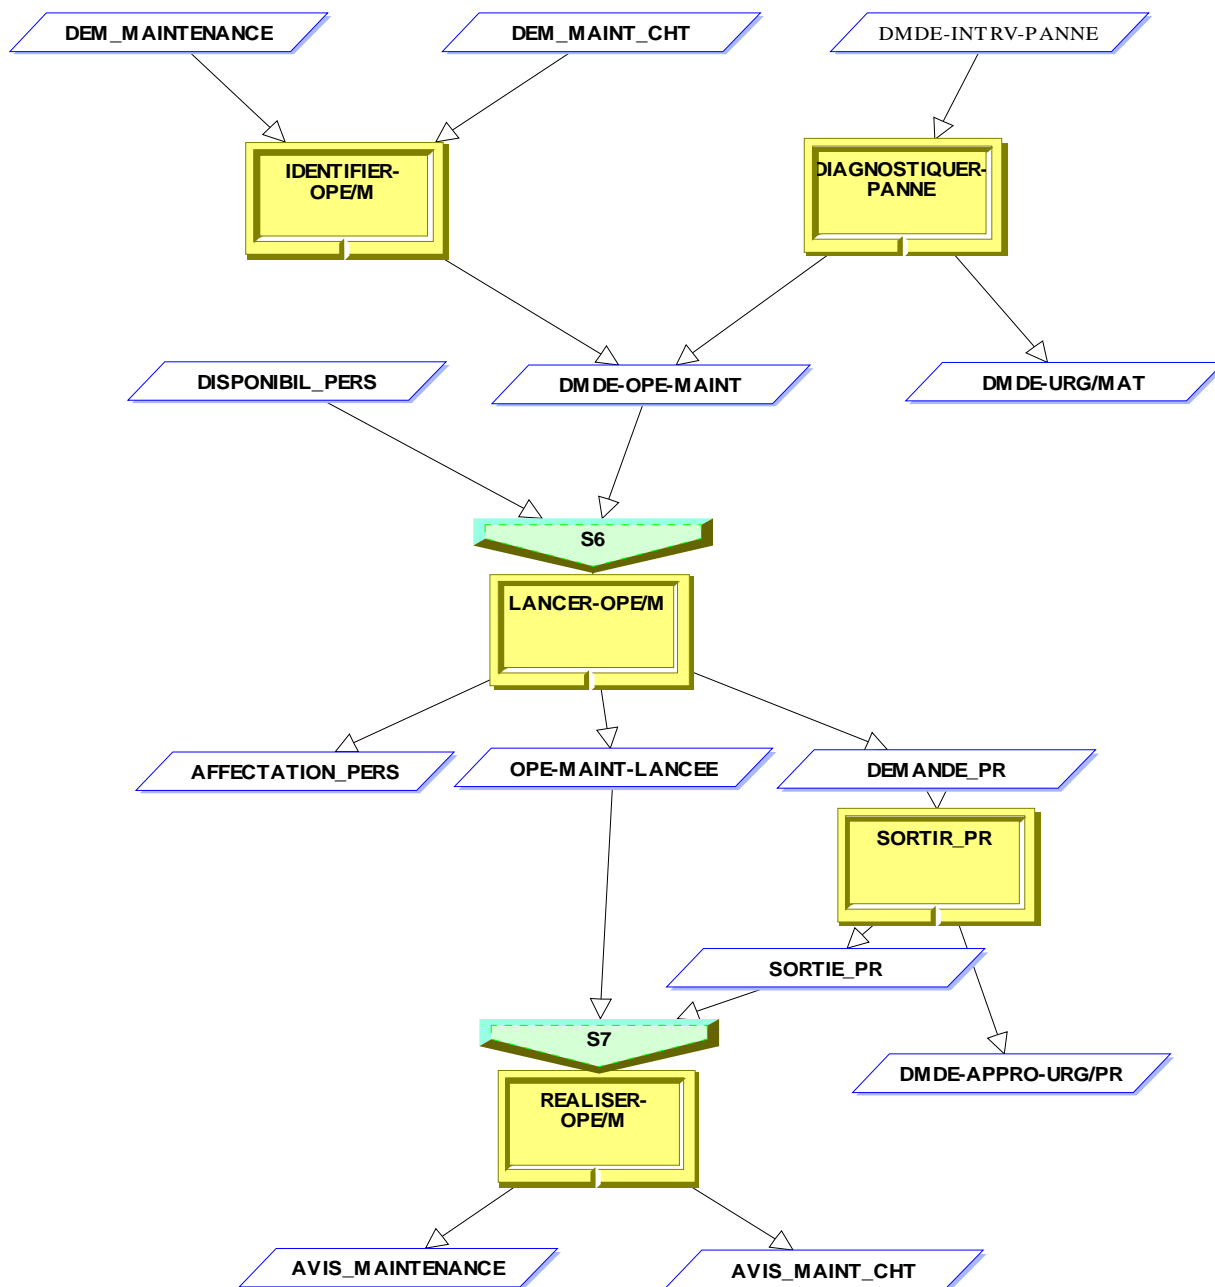 DEM_MAINTENANCE
DEM_MAINT_CHT
DMDE-INTRV-PANNE
IDENTIFIER-
OPE/M
DIAGNOSTIQUER-
PANNE
DISPONIBIL_PERS
DMDE-OPE-MAINT
DMDE-URG/MAT
S6
LANCER-OPE/M
AFFECTATION_PERS
OPE-MAINT-LANCEE
DEMANDE_PR
SORTIR_PR
SORTIE_PR
S7
DMDE-APPRO-URG/PR
REALISER-
OPE/M
AVIS_MAINTENANCE
AVIS_MAINT_CHT